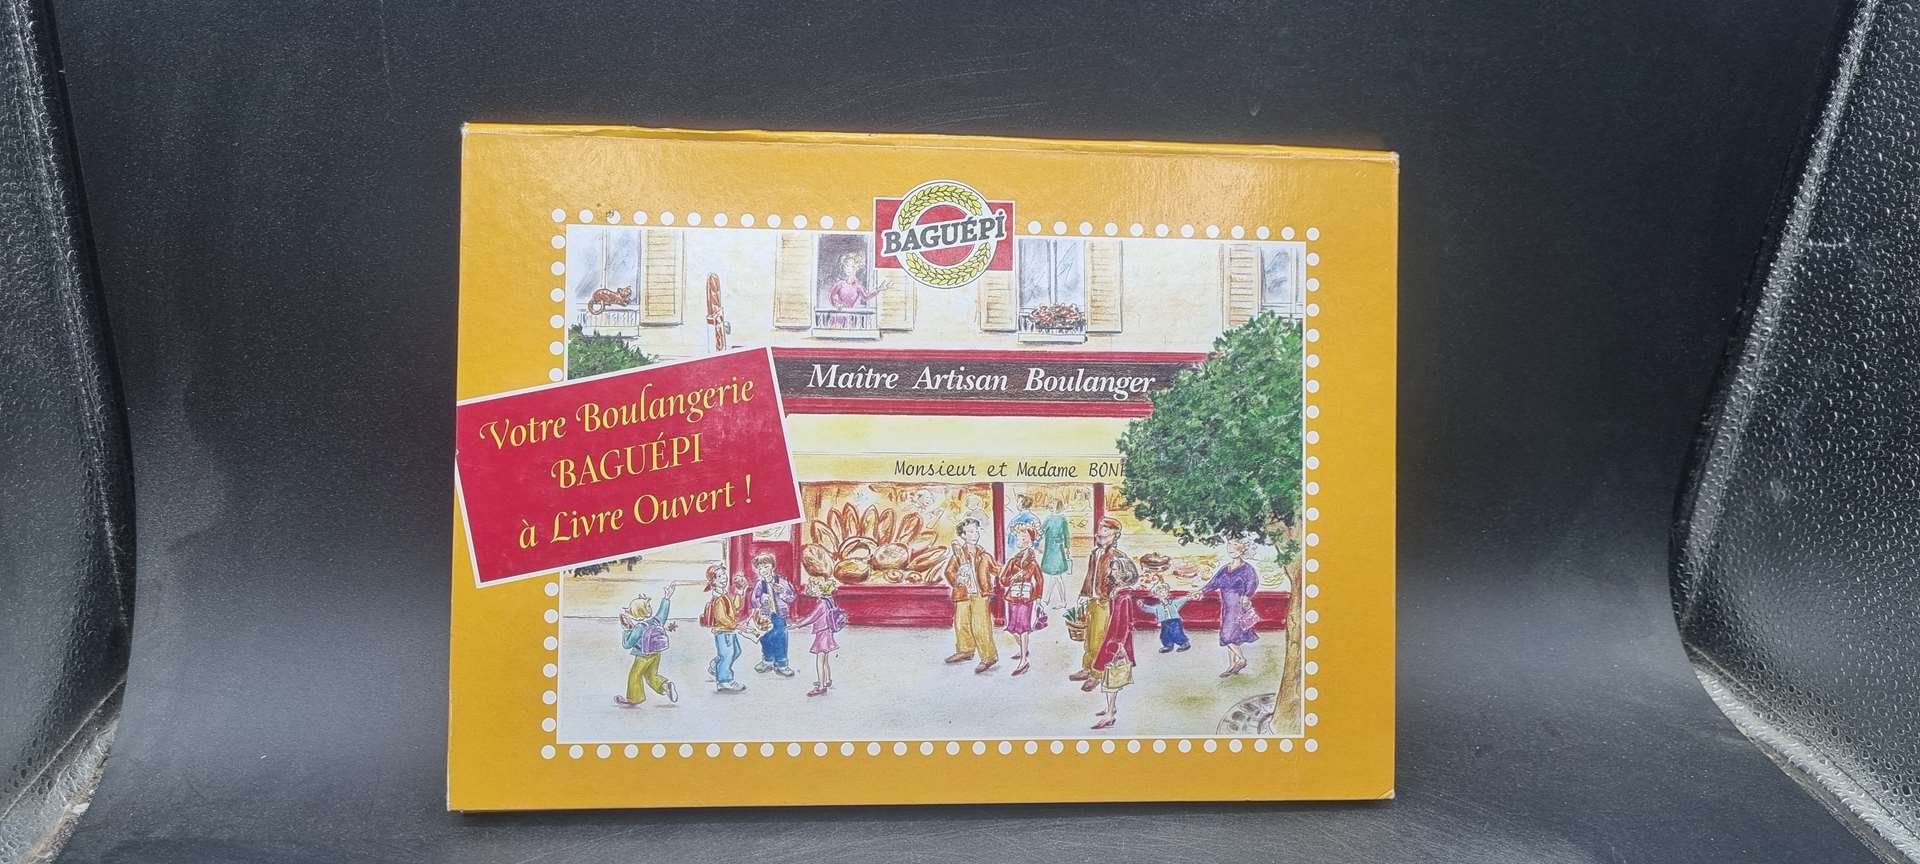 BAGUÉPI
Maître Artisan Boulanger
Votre Boulangerie
BAGUÉPI
à Livre Ouvert !
Monsieur et Madame